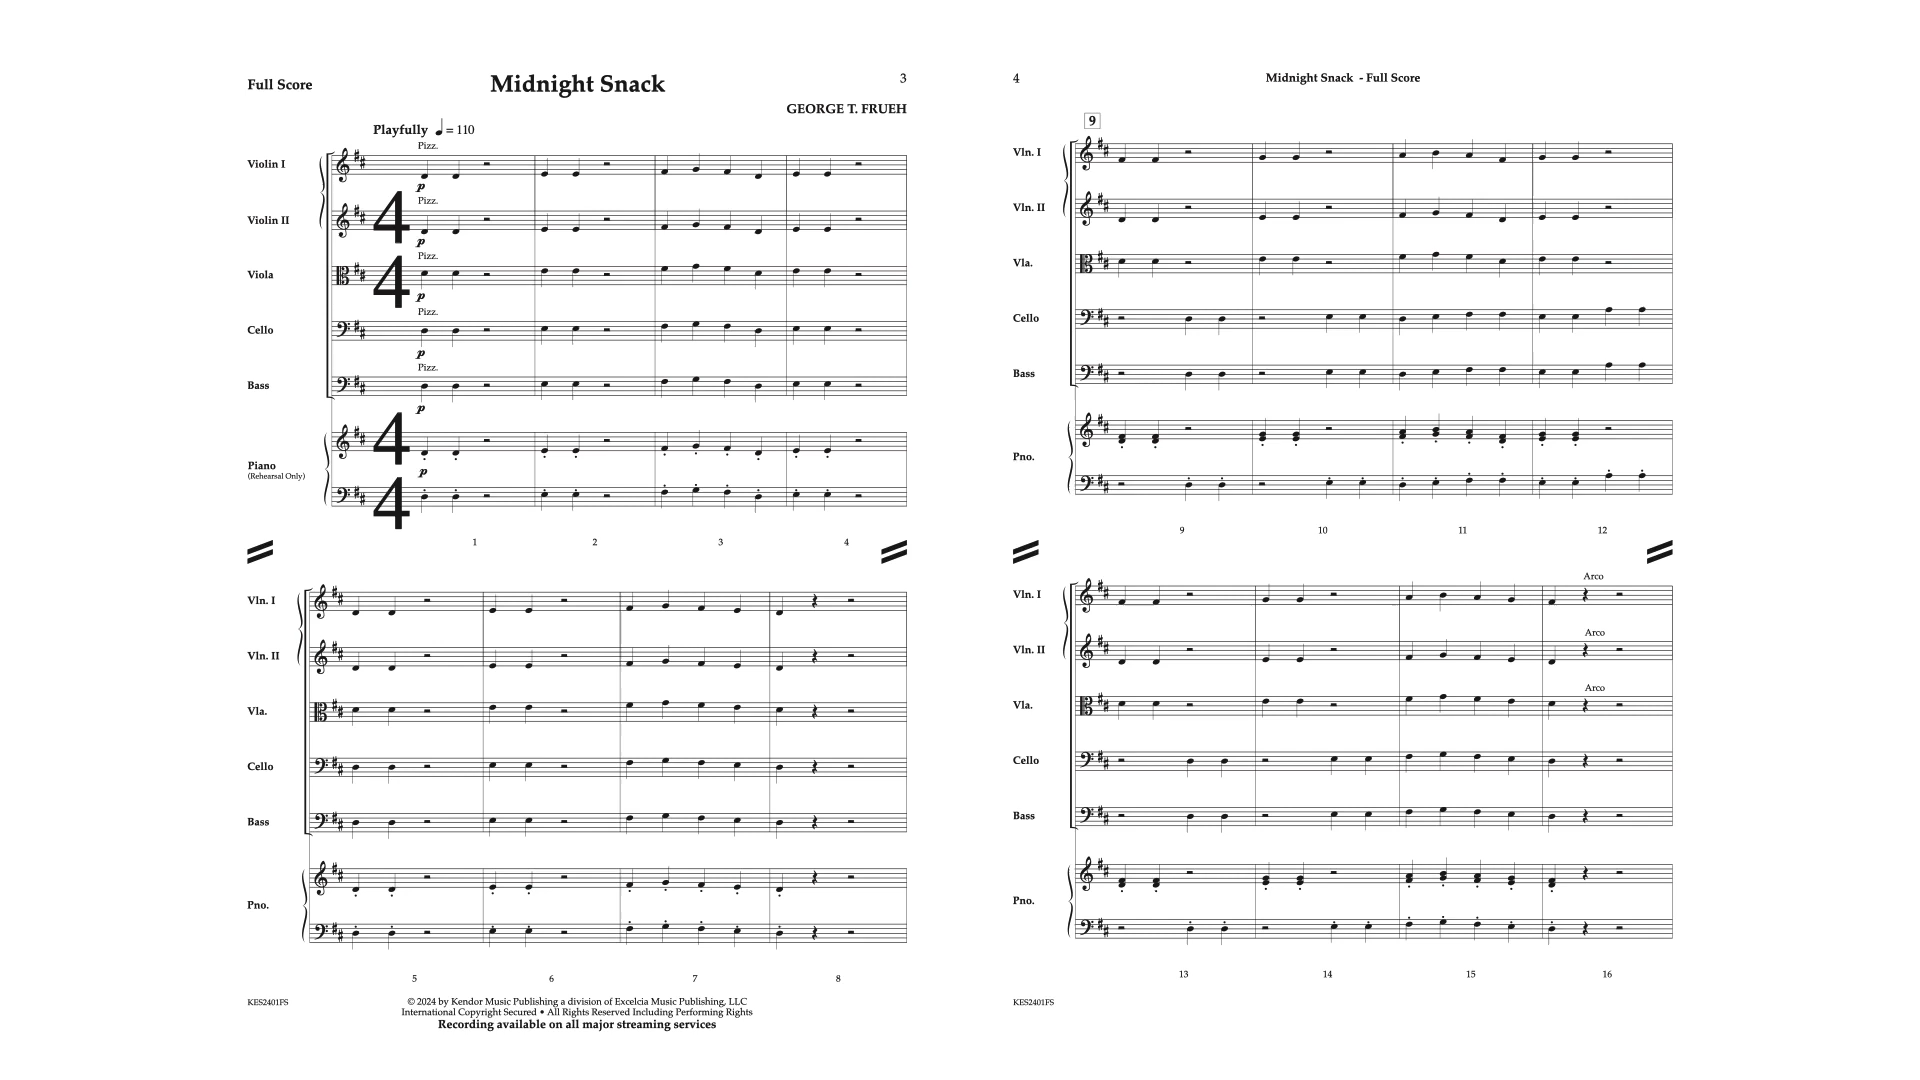 Full Score
Midnight Snack
3
GEORGE T. FRUEH
Playfully ♩ = 110
4
4
Violin I
Pizz.
p
Violin II
Pizz.
p
Viola
Pizz.
p
Cello
Pizz.
p
Bass
Pizz.
p
4
4
Piano
(Rehearsal Only)
p
1 2 3 4
Vln. I
Vln. II
Vla.
Cello
Bass
Pno.
5 6 7 8
KES2401FS
© 2024 by Kendor Music Publishing a division of Excelcia Music Publishing, LLC
International Copyright Secured • All Rights Reserved Including Performing Rights
Recording available on all major streaming services
4
Midnight Snack - Full Score
9
Vln. I
Vln. II
Vla.
Cello
Bass
Pno.
9 10 11 12
Arco
Vln. I
Arco
Vln. II
Arco
Vla.
Cello
Bass
Pno.
13 14 15 16
KES2401FS